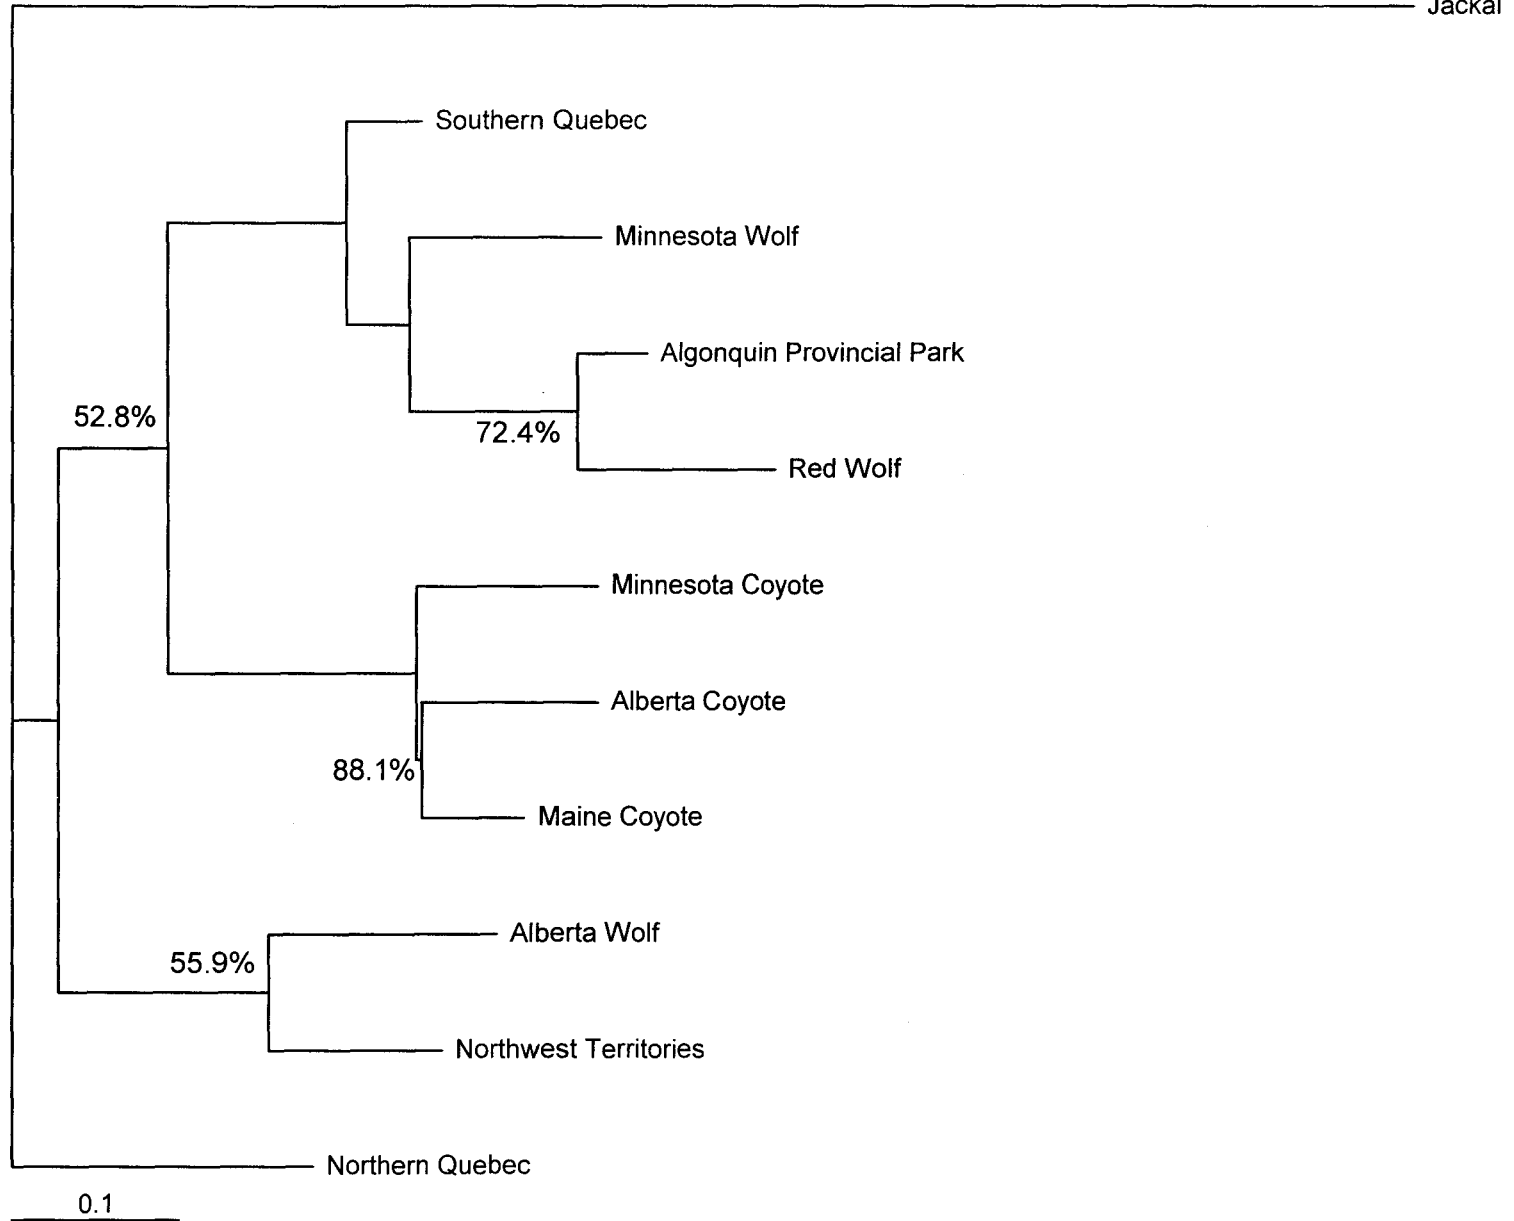 Jackal
Southern Quebec
Minnesota Wolf
Algonquin Provincial Park
52.8%
72.4%
Red Wolf
Minnesota Coyote
Alberta Coyote
88.1%
Maine Coyote
Alberta Wolf
55.9%
Northwest Territories
Northern Quebec
0.1